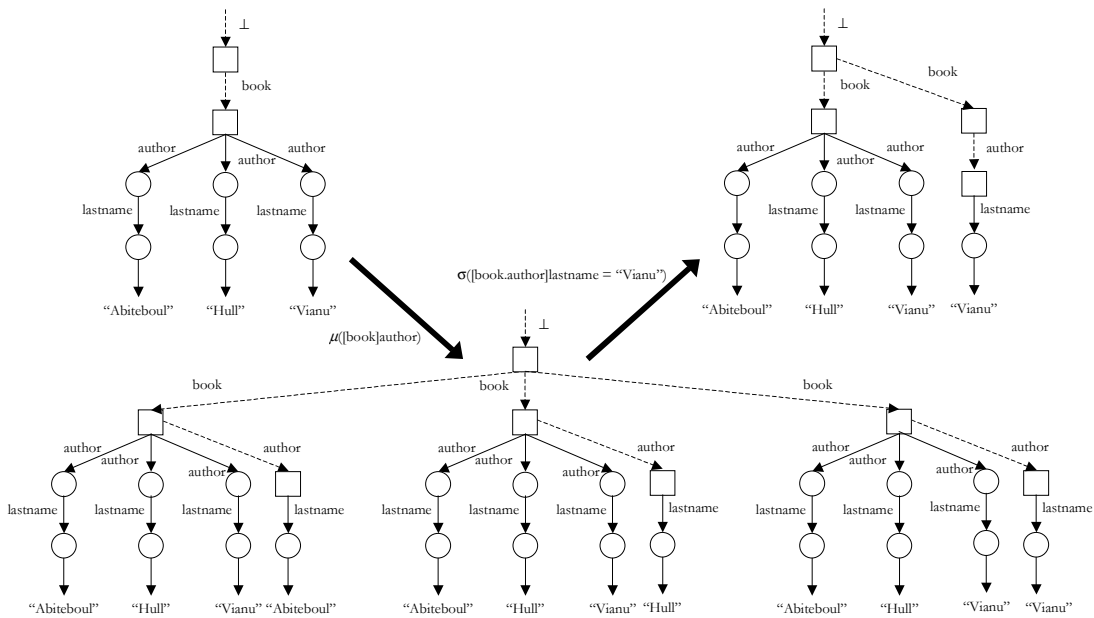 ⊥
book
author
author
author
lastname
lastname
lastname
“Abiteboul”
“Hull”
“Vianu”
μ([book]author)
⊥
book
book
author
author
author
author
lastname
lastname
lastname
“Abiteboul”
“Hull”
“Vianu”
“Vianu”
σ([book.author]lastname = “Vianu”)
⊥
book
book
book
author
author
author
author
lastname
lastname
lastname
lastname
“Abiteboul”
“Hull”
“Vianu”
“Abiteboul”
author
author
author
author
lastname
lastname
lastname
lastname
“Abiteboul”
“Hull”
“Vianu”
“Hull”
author
author
author
author
lastname
lastname
lastname
lastname
“Abiteboul”
“Hull”
“Vianu”
“Vianu”